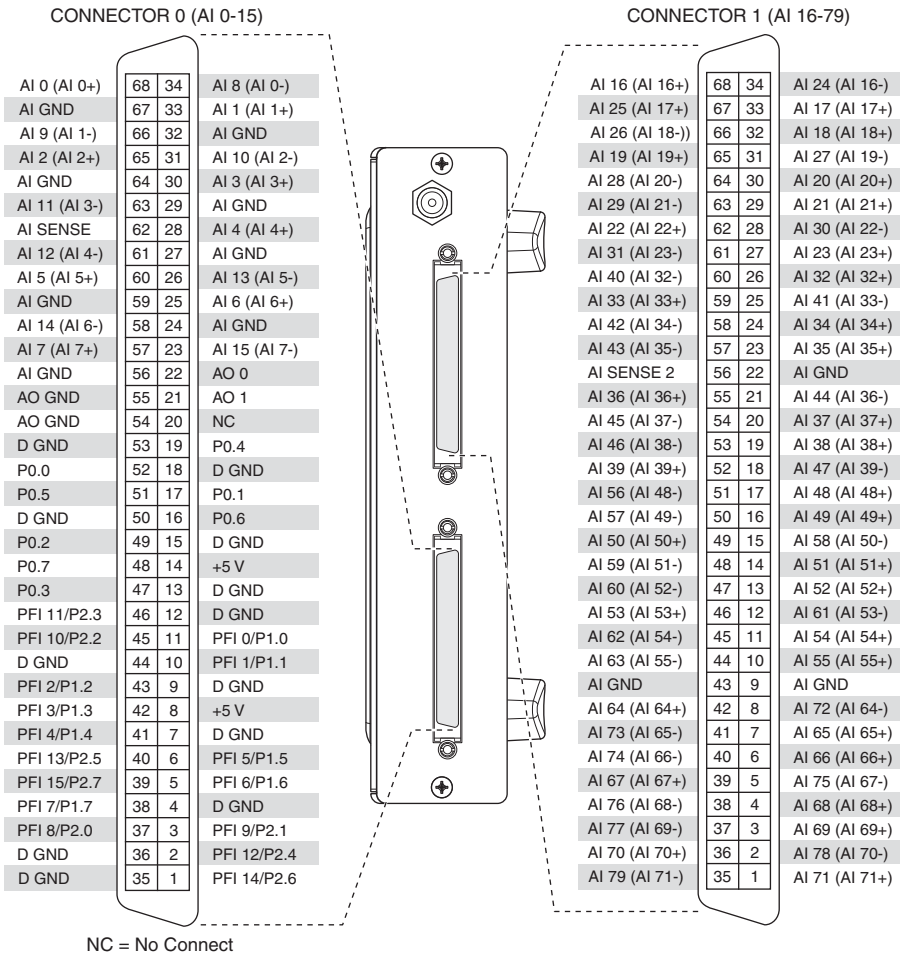 CONNECTOR 0 (AI 0-15) CONNECTOR 1 (AI 16-79)
AI 0 (AI 0+) 68 34 AI 8 (AI 0-) AI 16 (AI 16+) 68 34 AI 24 (AI 16-)
AI GND 67 33 AI 1 (AI 1+) AI 25 (AI 17+) 67 33 AI 17 (AI 17+)
AI 9 (AI 1-) 66 32 AI GND AI 26 (AI 18-)) 66 32 AI 18 (AI 18+)
AI 2 (AI 2+) 65 31 AI 10 (AI 2-) AI 19 (AI 19+) 65 31 AI 27 (AI 19-)
AI GND 64 30 AI 3 (AI 3+) AI 28 (AI 20-) 64 30 AI 20 (AI 20+)
AI 11 (AI 3-) 63 29 AI GND AI 29 (AI 21-) 63 29 AI 21 (AI 21+)
AI SENSE 62 28 AI 4 (AI 4+) AI 22 (AI 22+) 62 28 AI 30 (AI 22-)
AI 12 (AI 4-) 61 27 AI GND AI 31 (AI 23-) 61 27 AI 23 (AI 23+)
AI 5 (AI 5+) 60 26 AI 13 (AI 5-) AI 40 (AI 32-) 60 26 AI 32 (AI 32+)
AI GND 59 25 AI 6 (AI 6+) AI 33 (AI 33+) 59 25 AI 41 (AI 33-)
AI 14 (AI 6-) 58 24 AI GND AI 42 (AI 34-) 58 24 AI 34 (AI 34+)
AI 7 (AI 7+) 57 23 AI 15 (AI 7-) AI 43 (AI 35-) 57 23 AI 35 (AI 35+)
AI GND 56 22 AO 0 AI SENSE 2 56 22 AI GND
AO GND 55 21 AO 1 AI 36 (AI 36+) 55 21 AI 44 (AI 36-)
AO GND 54 20 NC AI 45 (AI 37-) 54 20 AI 37 (AI 37+)
D GND 53 19 P0.4 AI 46 (AI 38-) 53 19 AI 38 (AI 38+)
P0.0 52 18 D GND AI 39 (AI 39+) 52 18 AI 47 (AI 39-)
P0.5 51 17 P0.1 AI 56 (AI 48-) 51 17 AI 48 (AI 48+)
D GND 50 16 P0.6 AI 57 (AI 49-) 50 16 AI 49 (AI 49+)
P0.2 49 15 D GND AI 50 (AI 50+) 49 15 AI 58 (AI 50-)
P0.7 48 14 +5 V AI 59 (AI 51-) 48 14 AI 51 (AI 51+)
P0.3 47 13 D GND AI 60 (AI 52-) 47 13 AI 52 (AI 52+)
PFI 11/P2.3 46 12 D GND AI 53 (AI 53+) 46 12 AI 61 (AI 53-)
PFI 10/P2.2 45 11 PFI 0/P1.0 AI 62 (AI 54-) 45 11 AI 54 (AI 54+)
D GND 44 10 PFI 1/P1.1 AI 63 (AI 55-) 44 10 AI 55 (AI 55+)
PFI 2/P1.2 43 9 D GND AI GND 43 9 AI GND
PFI 3/P1.3 42 8 +5 V AI 64 (AI 64+) 42 8 AI 72 (AI 64-)
PFI 4/P1.4 41 7 D GND AI 73 (AI 65-) 41 7 AI 65 (AI 65+)
PFI 13/P2.5 40 6 PFI 5/P1.5 AI 74 (AI 66-) 40 6 AI 66 (AI 66+)
PFI 15/P2.7 39 5 PFI 6/P1.6 AI 67 (AI 67+) 39 5 AI 75 (AI 67-)
PFI 7/P1.7 38 4 D GND AI 76 (AI 68-) 38 4 AI 68 (AI 68+)
PFI 8/P2.0 37 3 PFI 9/P2.1 AI 77 (AI 69-) 37 3 AI 69 (AI 69+)
D GND 36 2 PFI 12/P2.4 AI 70 (AI 70+) 36 2 AI 78 (AI 70-)
D GND 35 1 PFI 14/P2.6 AI 79 (AI 71-) 35 1 AI 71 (AI 71+)
NC = No Connect